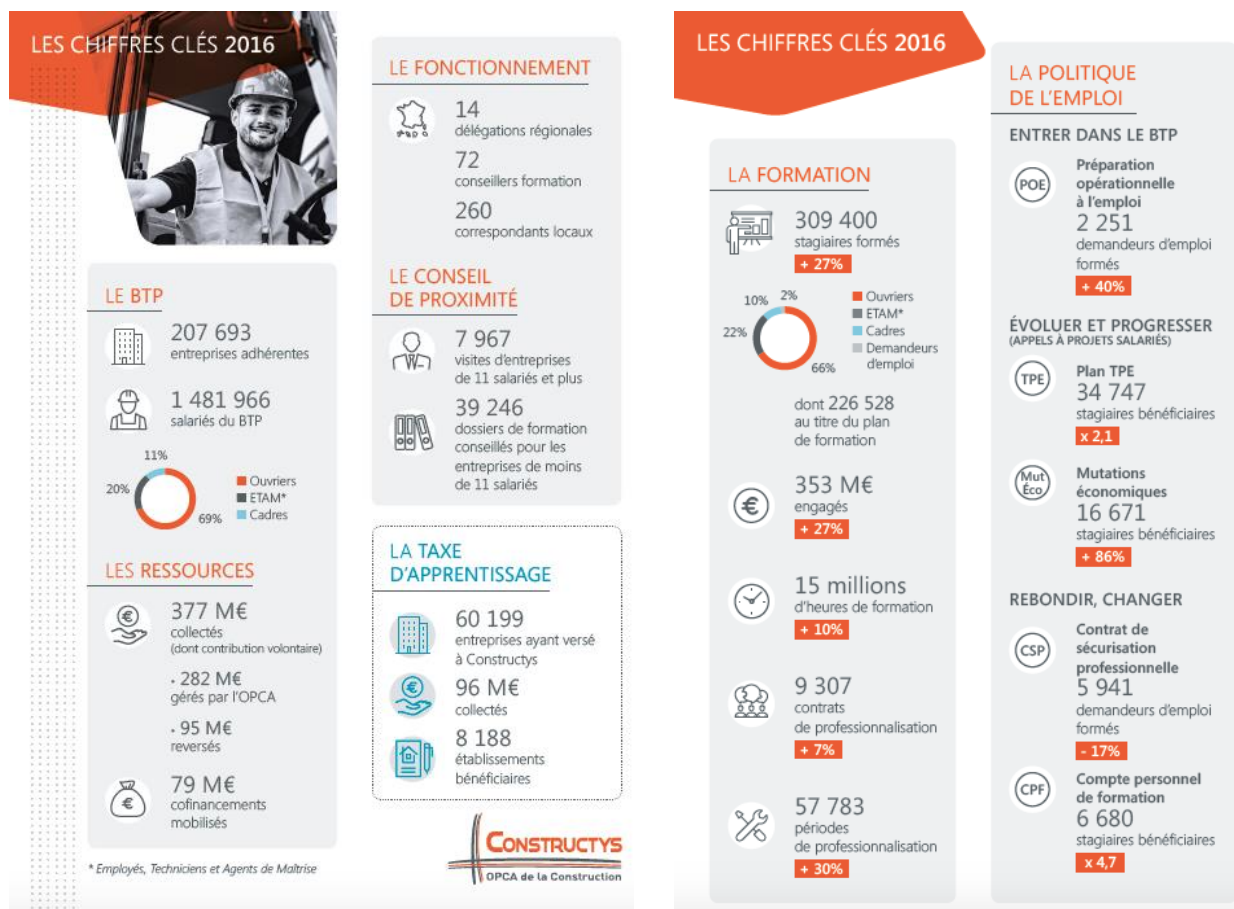 LES CHIFFRES CLÉS 2016
LE BTP
207 693
entreprises adhérentes
1 481 966
salariés du BTP
11%
20%
69%
Ouvriers
ETAM*
Cadres
LES RESSOURCES
377 M€
collectés
(dont contribution volontaire)
• 282 M€
gérés par l'OPCA
• 95 M€
reversés
79 M€
cofinancements
mobilisés
* Employés, Techniciens et Agents de Maîtrise
LE FONCTIONNEMENT
14
délégations régionales
72
conseillers formation
260
correspondants locaux
LE CONSEIL
DE PROXIMITÉ
7 967
visites d'entreprises
de 11 salariés et plus
39 246
dossiers de formation
conseillés pour les
entreprises de moins
de 11 salariés
LA TAXE
D'APPRENTISSAGE
60 199
entreprises ayant versé
à Constructys
96 M€
collectés
8 188
établissements
bénéficiaires
CONSTRUCTYS
OPCA de la Construction
LES CHIFFRES CLÉS 2016
LA FORMATION
309 400
stagiaires formés
+ 27%
10%
2%
22%
66%
Ouvriers
ETAM*
Cadres
Demandeurs
d'emploi
dont 226 528
au titre du plan
de formation
353 M€
engagés
+ 27%
15 millions
d'heures de formation
+ 10%
9 307
contrats
de professionnalisation
+ 7%
57 783
périodes
de professionnalisation
+ 30%
LA POLITIQUE
DE L'EMPLOI
ENTRER DANS LE BTP
POE
Préparation
opérationnelle
à l'emploi
2 251
demandeurs d'emploi
formés
+ 40%
ÉVOLUER ET PROGRESSER
(APPELS À PROJETS SALARIÉS)
TPE
Plan TPE
34 747
stagiaires bénéficiaires
x 2,1
Mut
Éco
Mutations
économiques
16 671
stagiaires bénéficiaires
+ 86%
REBONDIR, CHANGER
CSP
Contrat de
sécurisation
professionnelle
5 941
demandeurs d'emploi
formés
- 17%
CPF
Compte personnel
de formation
6 680
stagiaires bénéficiaires
x 4,7